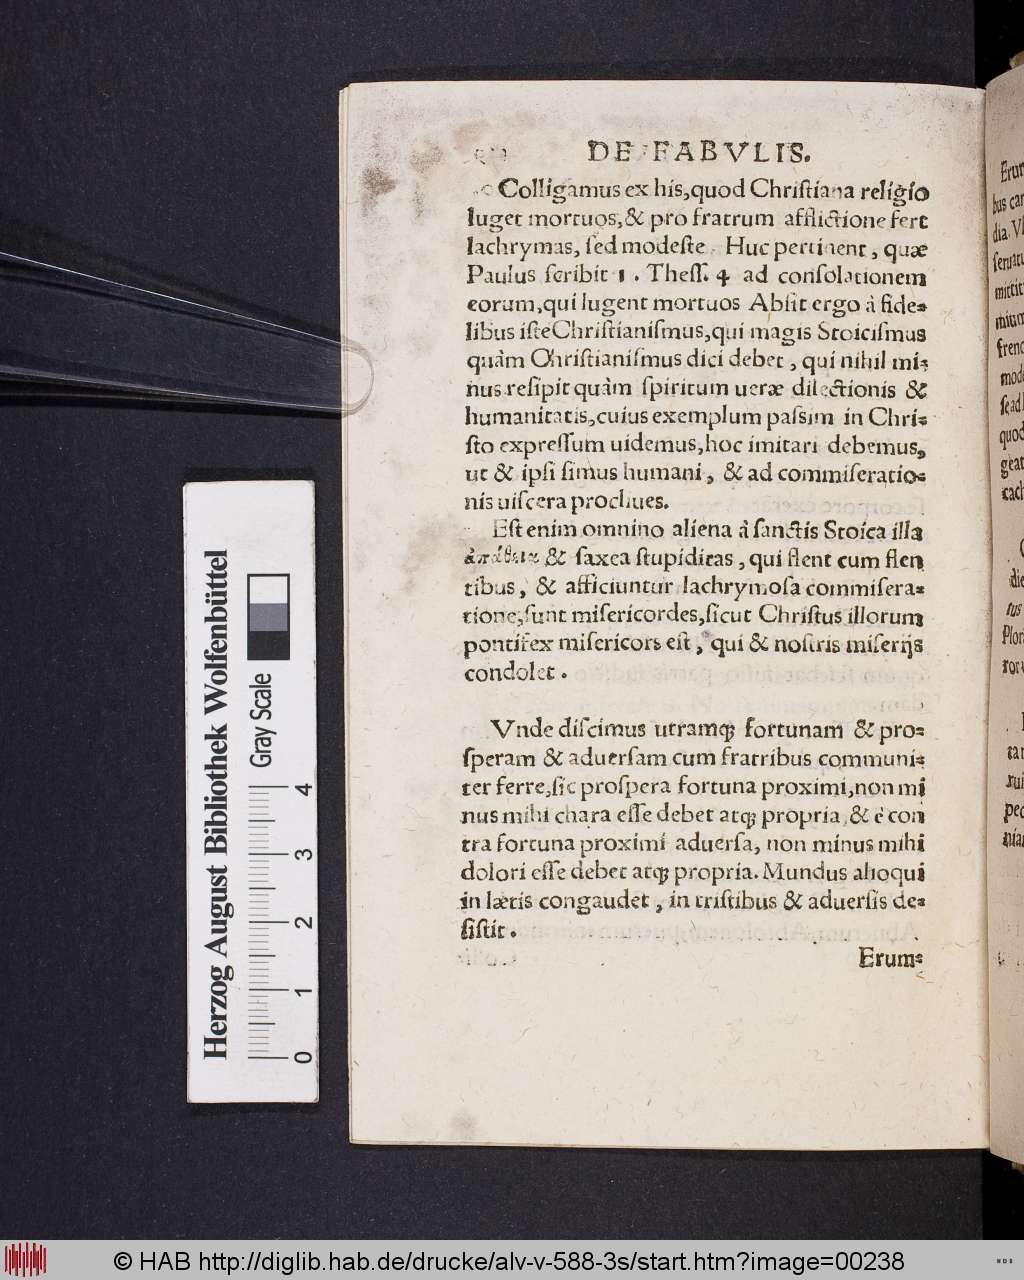 DE FABVLIS.
Colligamus ex his, quod Chriſtiana religio
luget mortuos, & pro fratrum afflictione fert
lachrymas, ſed modeſte. Huc pertinent, quæ
Paulus ſcribit 1. Theſſ. 4 ad conſolationem
eorum, qui lugent mortuos Abſit ergo à fide-
libus iſte Chriſtianiſmus, qui magis Stoiciſmus
quàm Chriſtianiſmus dici debet, qui nihil mi-
nus reſipit quàm ſpiritum ueræ dilectionis &
humanitatis, cuius exemplum paſsim in Chri-
ſto expreſſum uidemus, hoc imitari debemus,
ut & ipſi ſimus humani, & ad commiſeratio-
nis uiſcera procliues.
Eſt enim omnino aliena à ſanctis Stoica illa
ἀπάθεια & ſaxea ſtupiditas, qui flent cum flen
tibus, & afficiuntur lachrymoſa commiſera-
tione, ſunt miſericordes, ſicut Chriſtus illorum
pontifex miſericors eſt, qui & noſtris miſerijs
condolet.
Vnde diſcimus utramq; fortunam & pro-
ſperam & aduerſam cum fratribus communi-
ter ferre, ſic proſpera fortuna proximi, non mi
nus mihi chara eſſe debet atq; propria, & è con
tra fortuna proximi aduerſa, non minus mihi
dolori eſſe debet atq; propria. Mundus alioqui
in lætis congaudet, in triſtibus & aduerſis de-
ſiſtit.
Erum-
Herzog August Bibliothek Wolfenbüttel
Gray Scale
0 1 2 3 4
© HAB http://diglib.hab.de/drucke/alv-v-588-3s/start.htm?image=00238